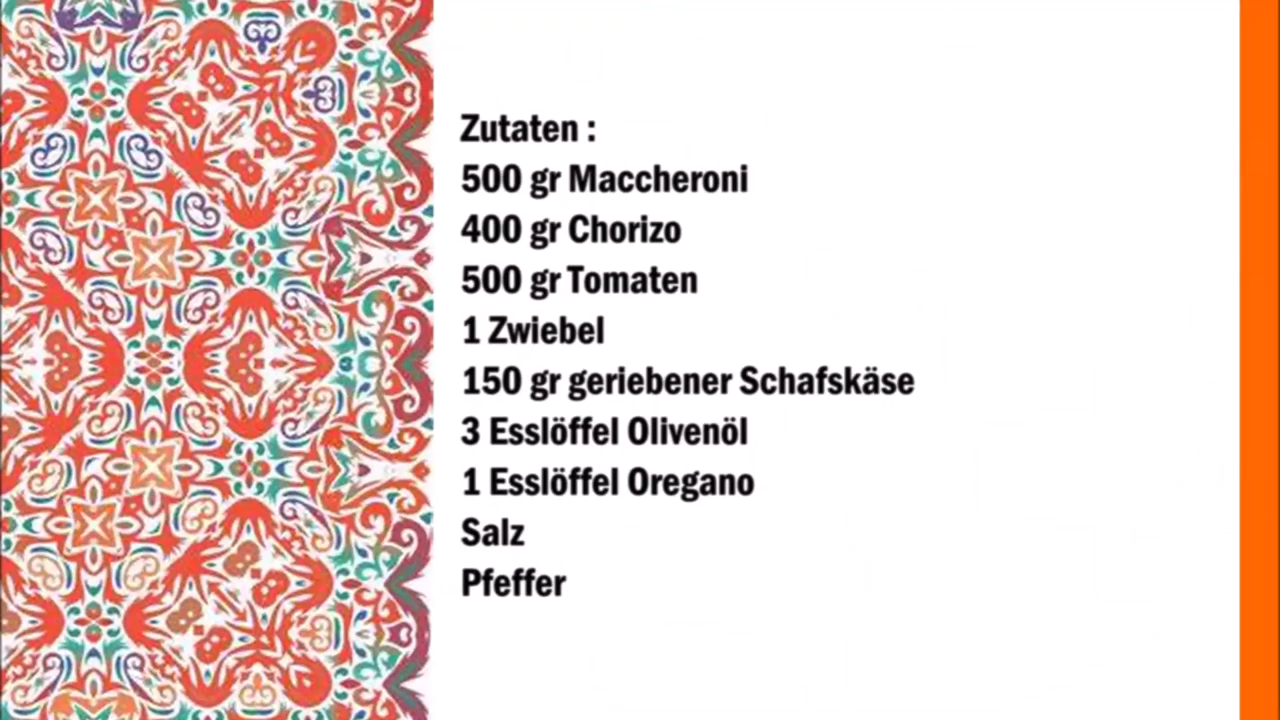 Zutaten :
500 gr Maccheroni
400 gr Chorizo
500 gr Tomaten
1 Zwiebel
150 gr geriebener Schafskäse
3 Esslöffel Olivenöl
1 Esslöffel Oregano
Salz
Pfeffer